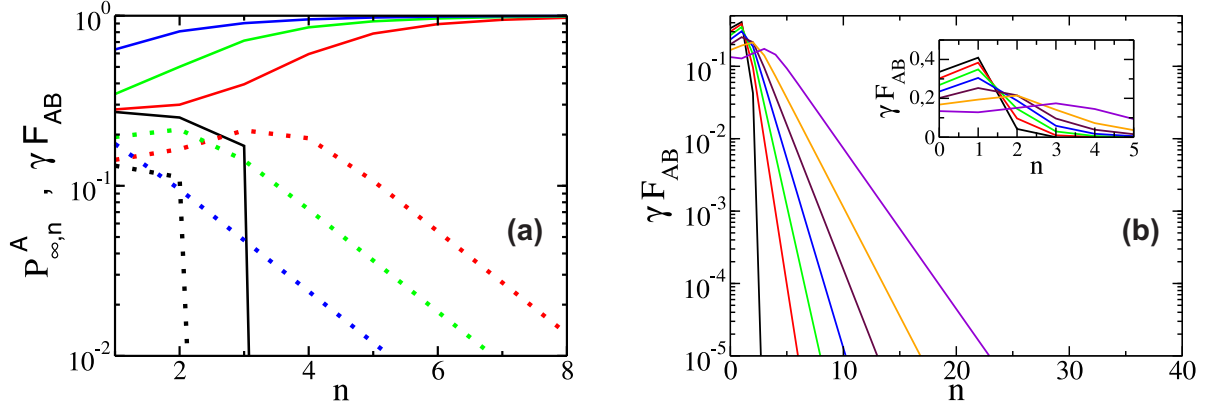 10⁰
10⁻¹
10⁻²
P^A_∞,n , γ F_AB
2 4 6 8
n
(a)
10⁻¹
10⁻²
10⁻³
10⁻⁴
10⁻⁵
γ F_AB
0 10 20 30 40
n
(b)
0,4
0,2
0
γ F_AB
0 1 2 3 4 5
n